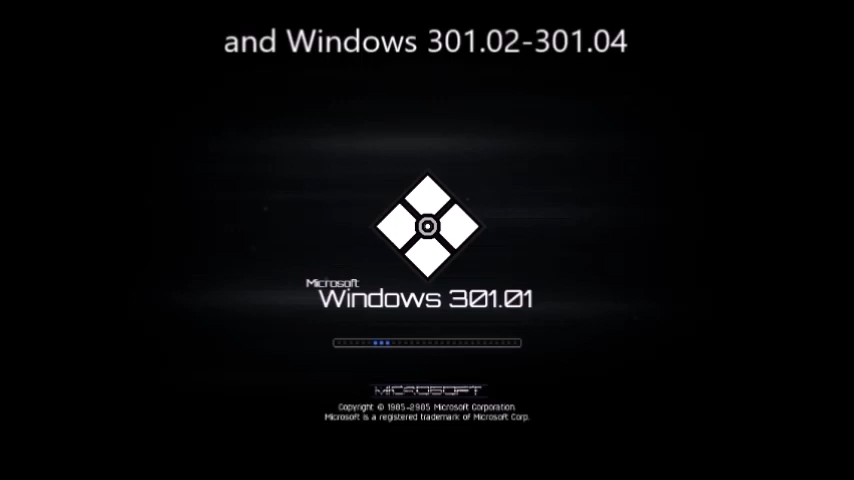 and Windows 301.02-301.04
Microsoft
Windows 301.01
MICROSOFT
Copyright © 1985-2985 Microsoft Corporation.
Microsoft is a registered trademark of Microsoft Corp.